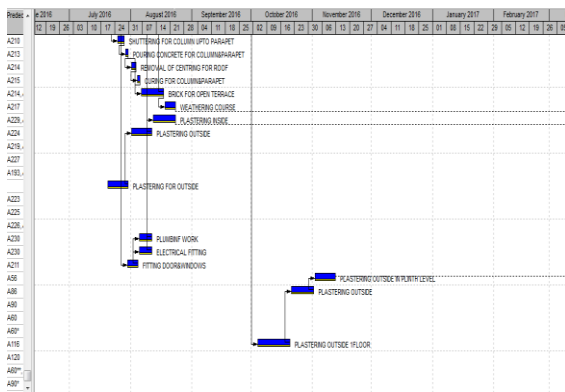 Predec e 2016 July 2016 August 2016 September 2016 October 2016 November 2016 December 2016 January 2017 February 2017
12 19 26 03 10 17 24 31 07 14 21 28 04 11 18 25 02 09 16 23 30 06 13 20 27 04 11 18 25 01 08 15 22 29 05 12 19 26 05
A210 SHUTTERING FOR COLUMN UPTO PARAPET
A213 POURING CONCRETE FOR COLUMN&PARAPET
A214 REMOVAL OF CENTRING FOR ROOF
A215 CURING FOR COLUMN&PARAPET
A214, BRICK FOR OPEN TERRACE
A217 WEATHERING COURSE
A229, PLASTERING INSIDE
A224 PLASTERING OUTSIDE
A219,
A227
A193,
PLASTERING FOR OUTSIDE
A223
A225
A226,
A230 PLUMBINF WORK
A230 ELECTRICAL FITTING
A211 FITTING DOOR&WINDOWS
A58 PLASTERING OUTSIDE IN PLINTH LEVEL
A86 PLASTERING OUTSIDE
A90
A60
A60*
A116 PLASTERING OUTSIDE 1FLOOR
A120
A60**,
A90*